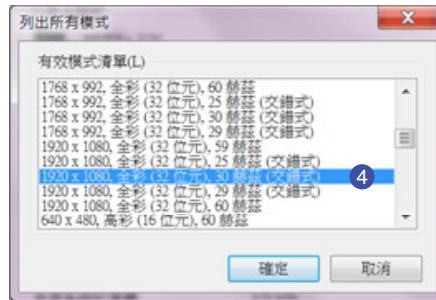 列出所有模式
有效模式清單(L)
1768 x 992, 全彩 (32 位元), 60 赫茲
1768 x 992, 全彩 (32 位元), 25 赫茲 (交錯式)
1768 x 992, 全彩 (32 位元), 30 赫茲 (交錯式)
1768 x 992, 全彩 (32 位元), 29 赫茲 (交錯式)
1920 x 1080, 全彩 (32 位元), 59 赫茲
1920 x 1080, 全彩 (32 位元), 25 赫茲 (交錯式)
1920 x 1080, 全彩 (32 位元), 30 赫茲 (交錯式) 4
1920 x 1080, 全彩 (32 位元), 29 赫茲 (交錯式)
1920 x 1080, 全彩 (32 位元), 60 赫茲
640 x 480, 高彩 (16 位元), 60 赫茲
確定 取消